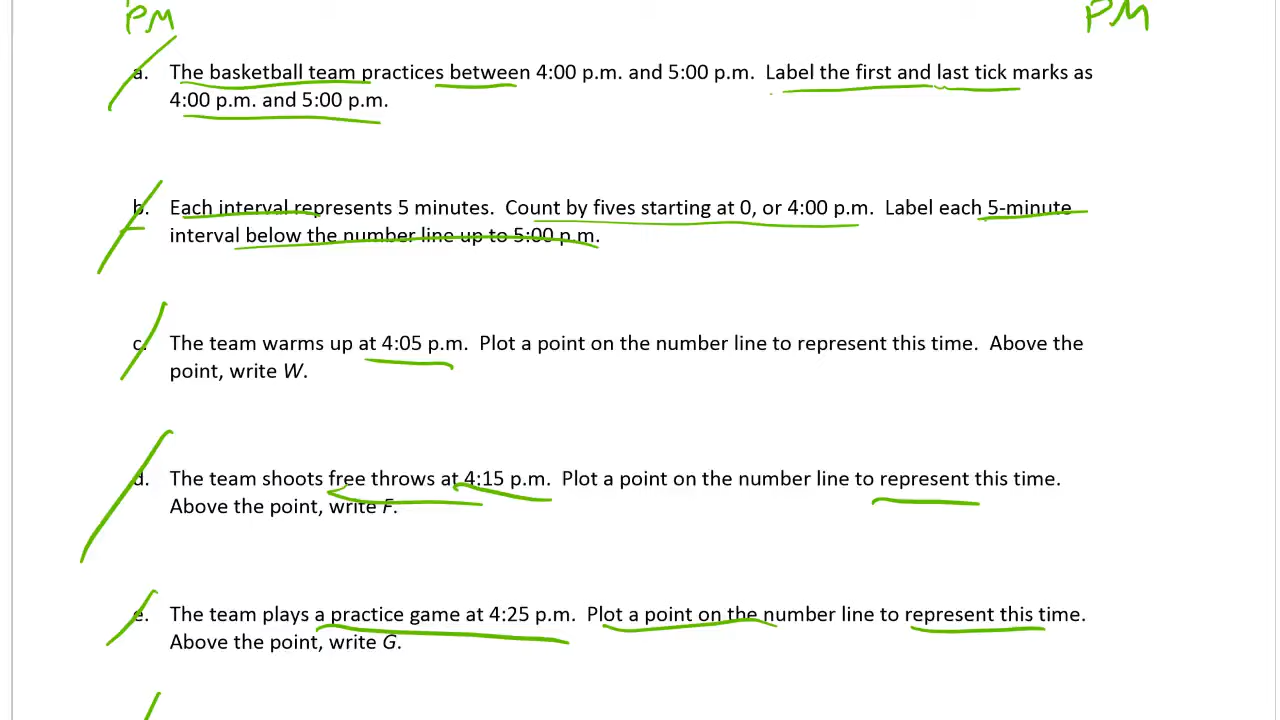 PM PM
a. The basketball team practices between 4:00 p.m. and 5:00 p.m. Label the first and last tick marks as
4:00 p.m. and 5:00 p.m.
b. Each interval represents 5 minutes. Count by fives starting at 0, or 4:00 p.m. Label each 5-minute
interval below the number line up to 5:00 p.m.
c. The team warms up at 4:05 p.m. Plot a point on the number line to represent this time. Above the
point, write W.
d. The team shoots free throws at 4:15 p.m. Plot a point on the number line to represent this time.
Above the point, write F.
e. The team plays a practice game at 4:25 p.m. Plot a point on the number line to represent this time.
Above the point, write G.